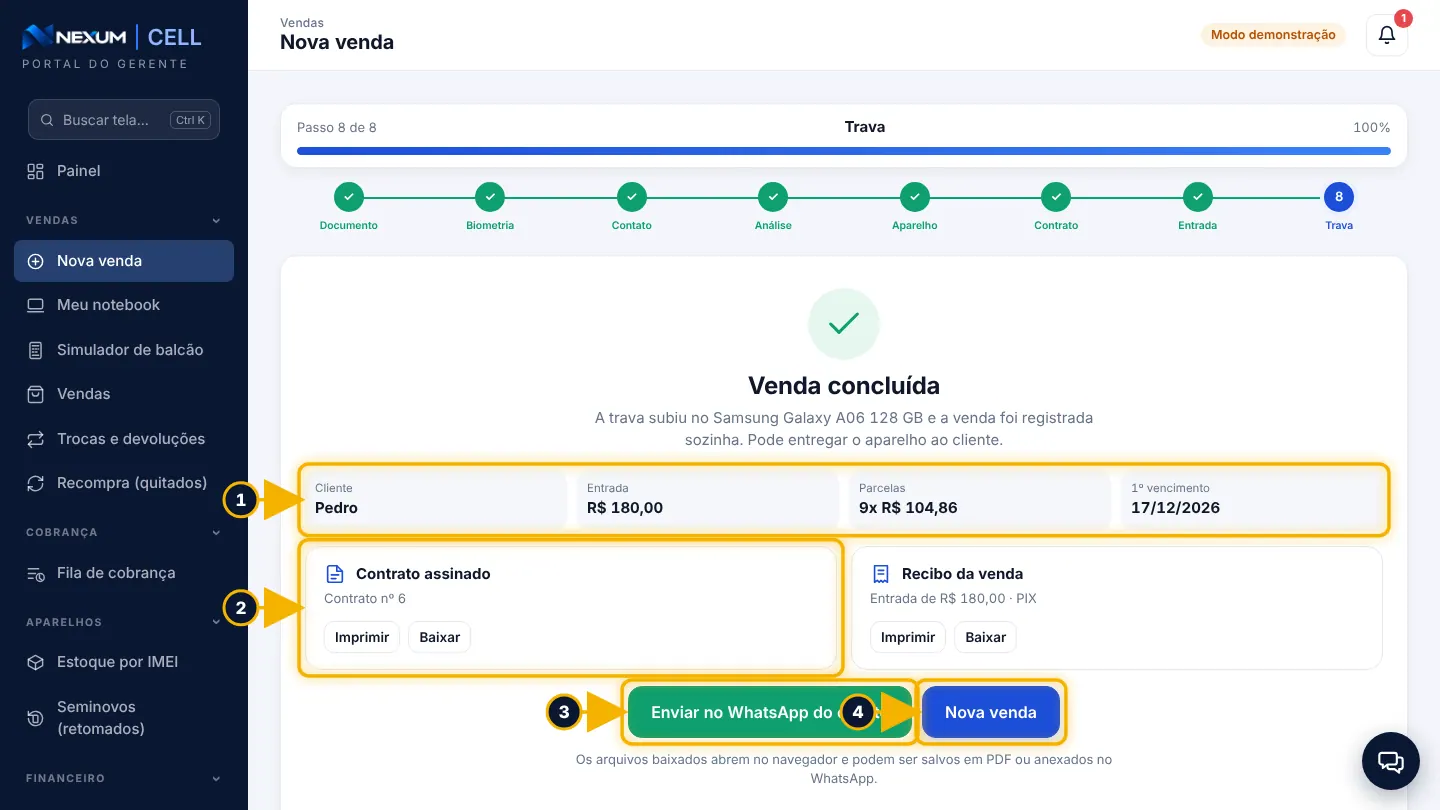 NEXUM | CELL
PORTAL DO GERENTE
Buscar tela...
Ctrl K
Painel
VENDAS
Nova venda
Meu notebook
Simulador de balcão
Vendas
Trocas e devoluções
Recompra (quitados)
COBRANÇA
Fila de cobrança
APARELHOS
Estoque por IMEI
Seminovos
(retomados)
FINANCEIRO
Vendas
Nova venda
Modo demonstração
1
Passo 8 de 8
Trava
100%
8
Documento
Biometria
Contato
Análise
Aparelho
Contrato
Entrada
Trava
Venda concluída
A trava subiu no Samsung Galaxy A06 128 GB e a venda foi registrada
sozinha. Pode entregar o aparelho ao cliente.
1
Cliente
Pedro
Entrada
R$ 180,00
Parcelas
9x R$ 104,86
1º vencimento
17/12/2026
2
Contrato assinado
Contrato nº 6
Imprimir
Baixar
Recibo da venda
Entrada de R$ 180,00 · PIX
Imprimir
Baixar
3
Enviar no WhatsApp do
4
Nova venda
Os arquivos baixados abrem no navegador e podem ser salvos em PDF ou anexados no
WhatsApp.